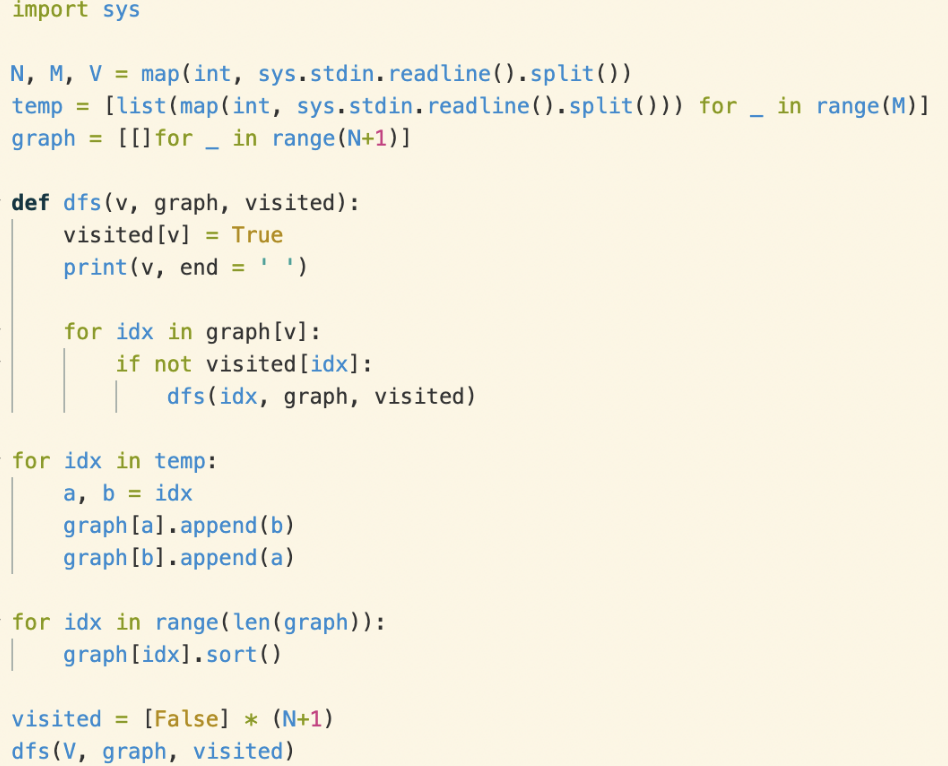 import sys
N, M, V = map(int, sys.stdin.readline().split())
temp = [list(map(int, sys.stdin.readline().split())) for _ in range(M)]
graph = [[]for _ in range(N+1)]
def dfs(v, graph, visited):
    visited[v] = True
    print(v, end = ' ')
    for idx in graph[v]:
        if not visited[idx]:
            dfs(idx, graph, visited)
for idx in temp:
    a, b = idx
    graph[a].append(b)
    graph[b].append(a)
for idx in range(len(graph)):
    graph[idx].sort()
visited = [False] * (N+1)
dfs(V, graph, visited)